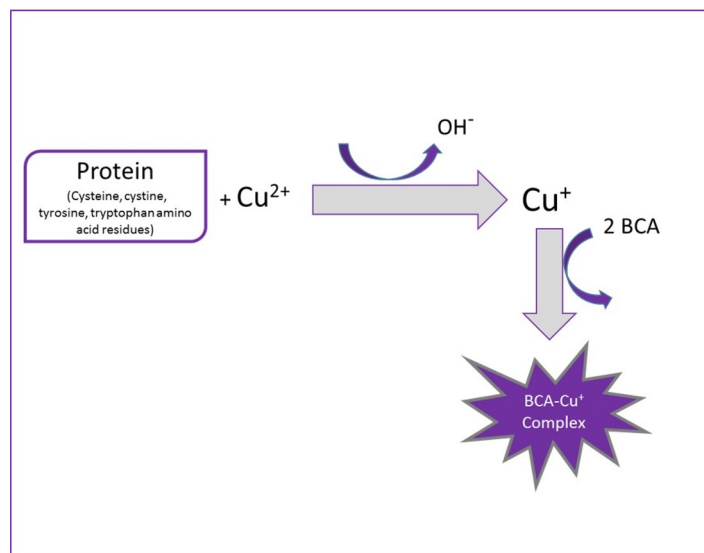 Protein
(Cysteine, cystine,
tyrosine, tryptophan amino
acid residues)
+ Cu²⁺
OH⁻
Cu⁺
2 BCA
BCA-Cu⁺
Complex